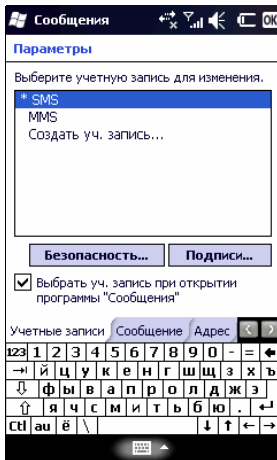 Сообщения OK
Параметры
Выберите учетную запись для изменения.
* SMS
MMS
Создать уч. запись...
Безопасность... Подписи...
Выбрать уч. запись при открытии
программы "Сообщения"
Учетные записи Сообщение Адрес
123 1 2 3 4 5 6 7 8 9 0 - =
й ц у к е н г ш щ з х ъ
ф ы в а п р о л д ж э
я ч с м и т ь б ю .
Ctl au ё \